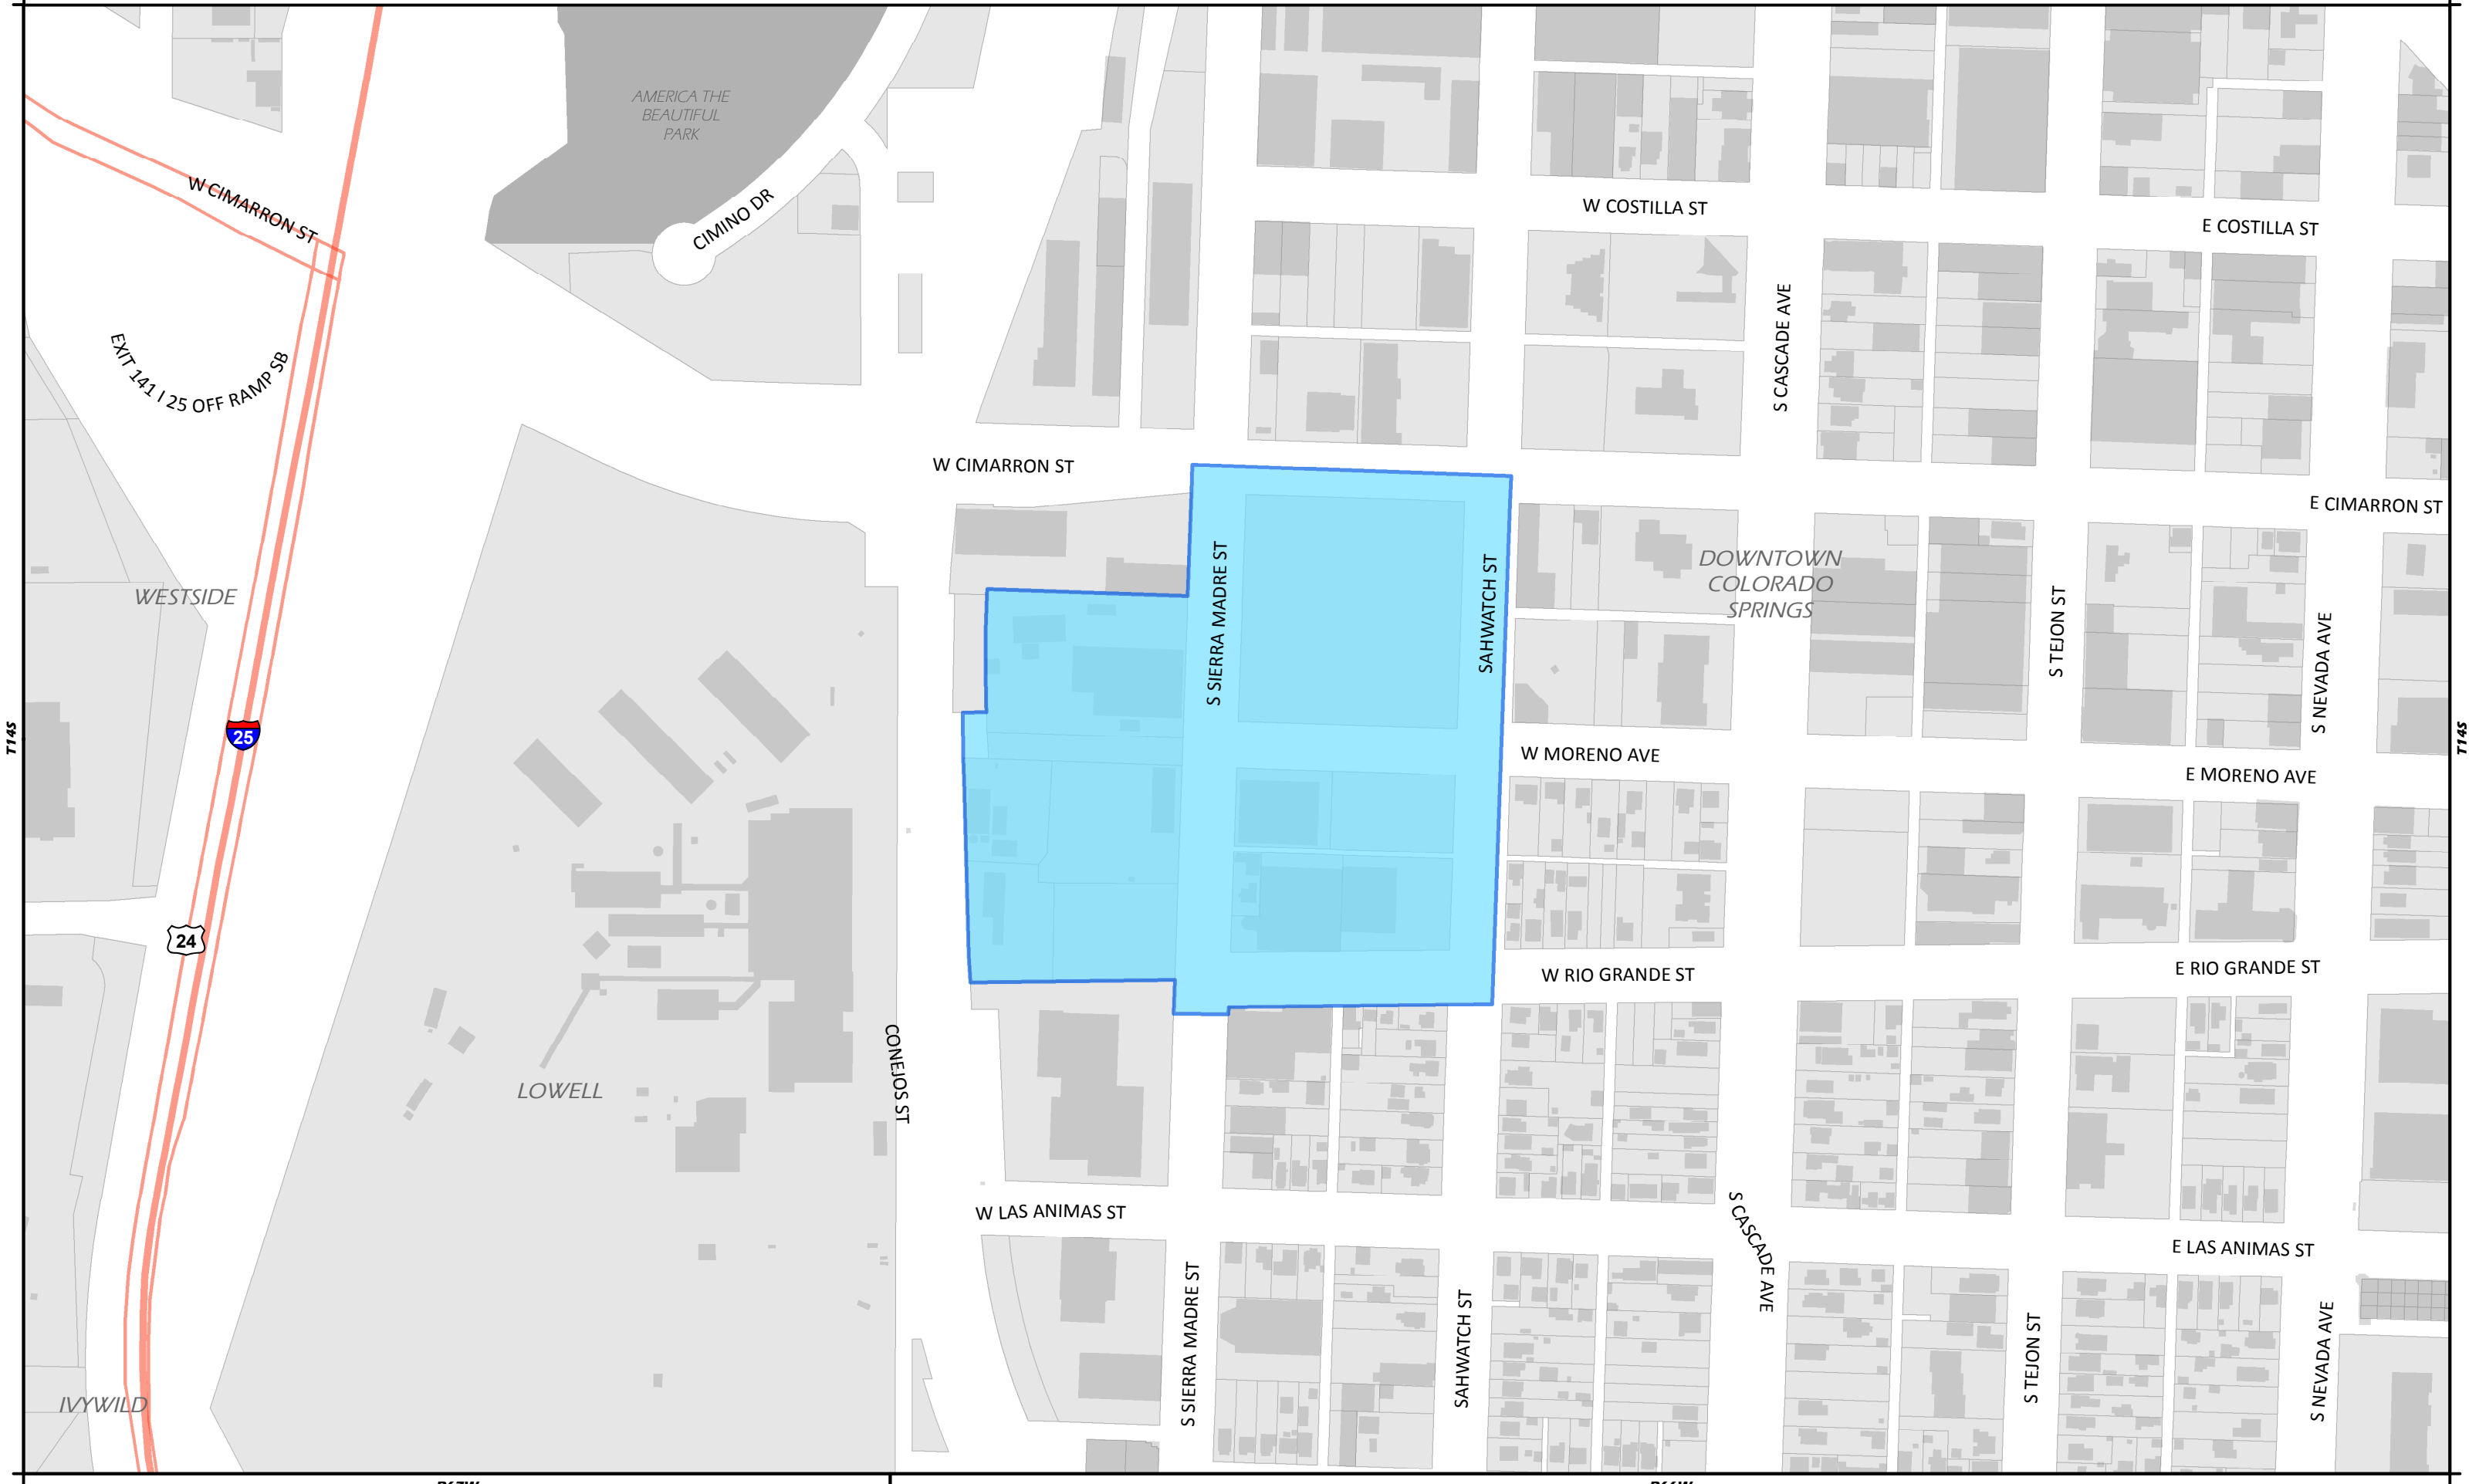 AMERICA THE
BEAUTIFUL
PARK
W CIMARRON ST
CIMINO DR
W COSTILLA ST
E COSTILLA ST
EXIT 141 I 25 OFF RAMP SB
S CASCADE AVE
W CIMARRON ST
E CIMARRON ST
WESTSIDE
S SIERRA MADRE ST
SAHWATCH ST
DOWNTOWN
COLORADO
SPRINGS
S TEJON ST
S NEVADA AVE
T14S
25
T14S
W MORENO AVE
E MORENO AVE
24
W RIO GRANDE ST
E RIO GRANDE ST
CONEJOS ST
LOWELL
W LAS ANIMAS ST
S CASCADE AVE
E LAS ANIMAS ST
S SIERRA MADRE ST
SAHWATCH ST
S TEJON ST
S NEVADA AVE
IVYWILD